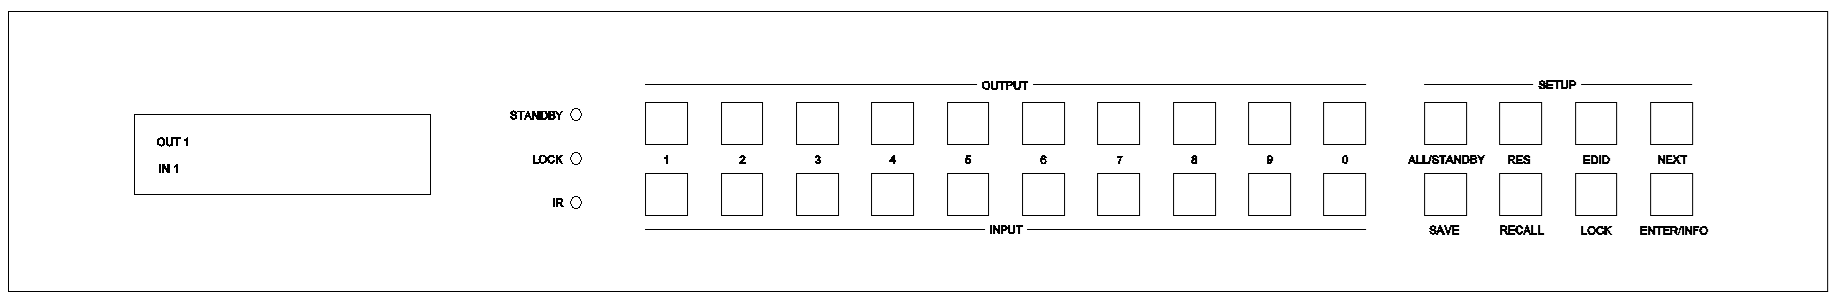 OUT 1
IN 1
STANDBY
LOCK
IR
OUTPUT
1 2 3 4 5 6 7 8 9 0
INPUT
SETUP
ALL/STANDBY RES EDID NEXT
SAVE RECALL LOCK ENTER/INFO